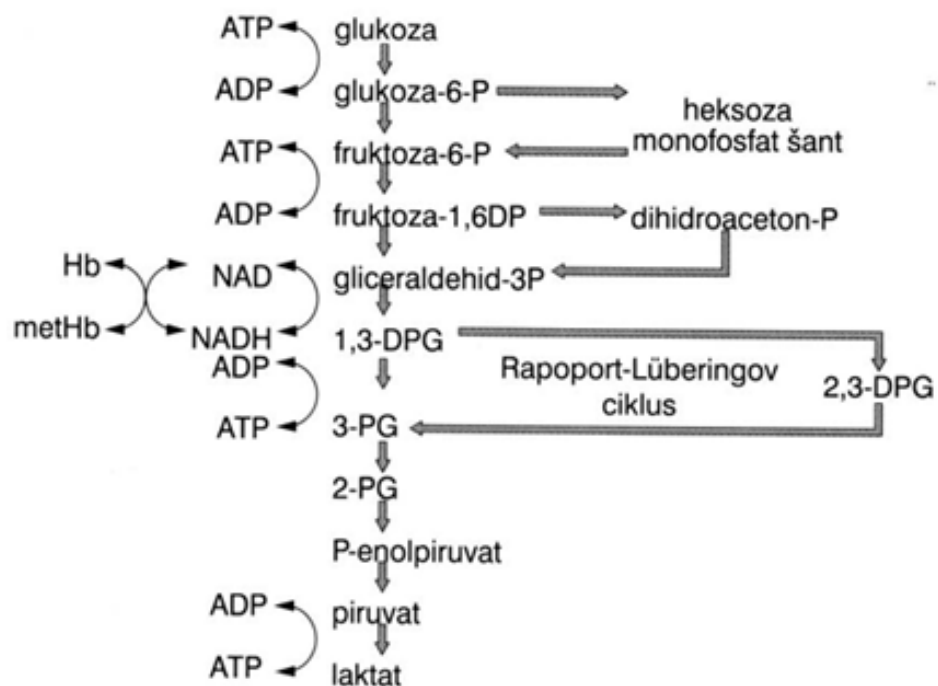 ATP glukoza
ADP glukoza-6-P heksoza
monofosfat šant
ATP fruktoza-6-P
ADP fruktoza-1,6DP dihidroaceton-P
Hb NAD gliceraldehid-3P
metHb NADH 1,3-DPG
ADP Rapoport-Lüberingov 2,3-DPG
ciklus
ATP 3-PG
2-PG
P-enolpiruvat
ADP piruvat
ATP laktat